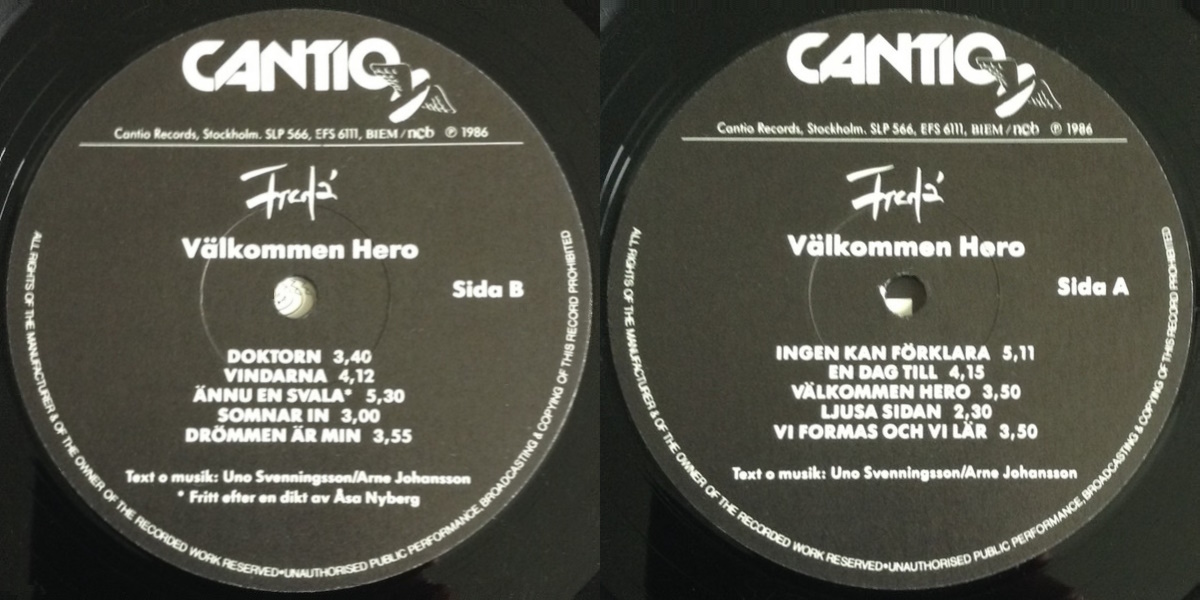 CANTIO
Cantio Records, Stockholm. SLP 566, EFS 6111, BIEM/ncb ℗ 1986
Freda'
Välkommen Hero
Sida B
DOKTORN 3,40
VINDARNA 4,12
ÄNNU EN SVALA* 5,30
SOMNAR IN 3,00
DRÖMMEN ÄR MIN 3,55
Text o musik: Uno Svenningsson/Arne Johansson
* Fritt efter en dikt av Åsa Nyberg
ALL RIGHTS OF THE MANUFACTURER & OF THE OWNER OF THE RECORDED WORK RESERVED•UNAUTHORISED PUBLIC PERFORMANCE, BROADCASTING & COPYING OF THIS RECORD PROHIBITED
CANTIO
Cantio Records, Stockholm. SLP 566, EFS 6111, BIEM/ncb ℗ 1986
Freda'
Välkommen Hero
Sida A
INGEN KAN FÖRKLARA 5,11
EN DAG TILL 4,15
VÄLKOMMEN HERO 3,50
LJUSA SIDAN 2,30
VI FORMAS OCH VI LÄR 3,50
Text o musik: Uno Svenningsson/Arne Johansson
ALL RIGHTS OF THE MANUFACTURER & OF THE OWNER OF THE RECORDED WORK RESERVED•UNAUTHORISED PUBLIC PERFORMANCE, BROADCASTING & COPYING OF THIS RECORD PROHIBITED